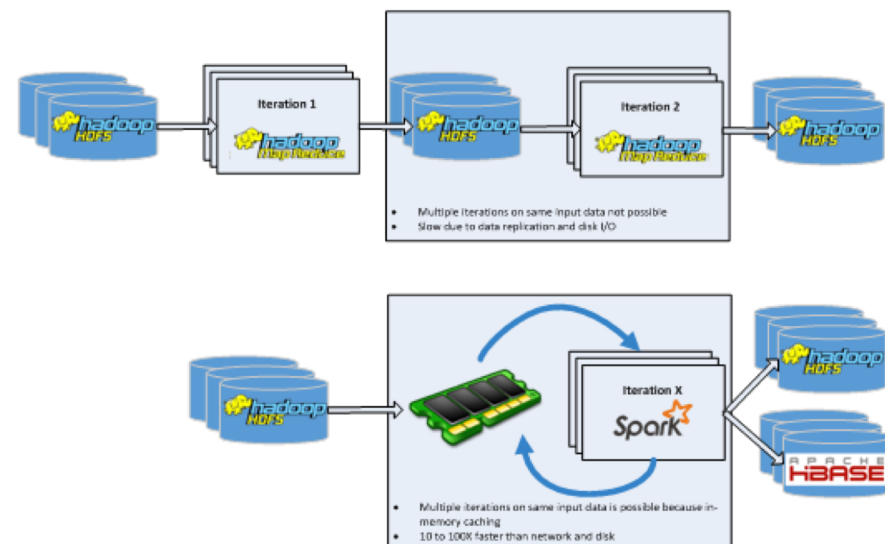 Iteration 1
Iteration 2
hadoop
HDFS
hadoop
Map Reduce
hadoop
HDFS
hadoop
Map Reduce
hadoop
HDFS
• Multiple iterations on same input data not possible
• Slow due to data replication and disk I/O
hadoop
HDFS
Iteration X
Spark
hadoop
HDFS
APACHE
HBASE
• Multiple iterations on same input data is possible because in-
memory caching
• 10 to 100X faster than network and disk